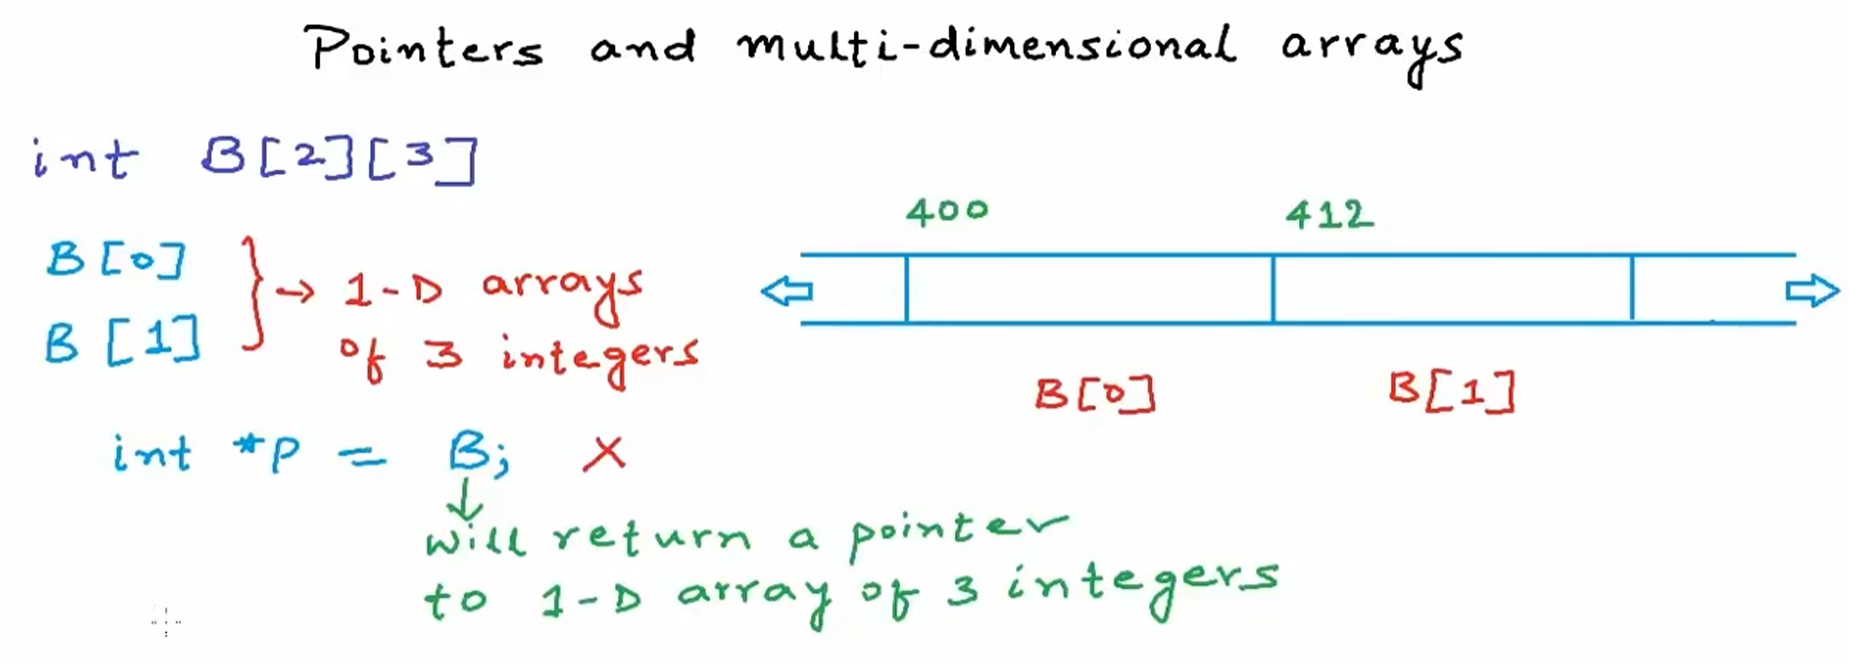 Pointers and multi-dimensional arrays
int B[2][3]
400 412
B[0]
B[1]
} → 1-D arrays
of 3 integers
B[0] B[1]
int *p = B; X
↓
will return a pointer
to 1-D array of 3 integers